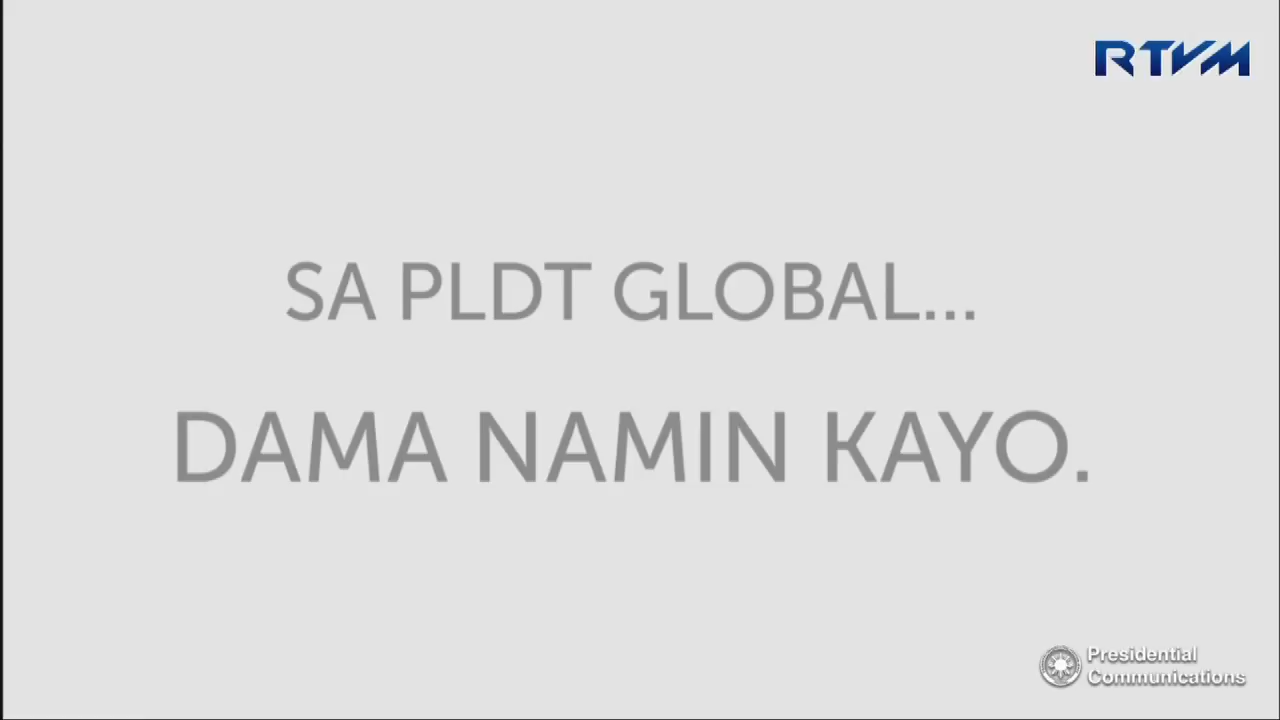 RTVM
SA PLDT GLOBAL...
DAMA NAMIN KAYO.
Presidential
Communications